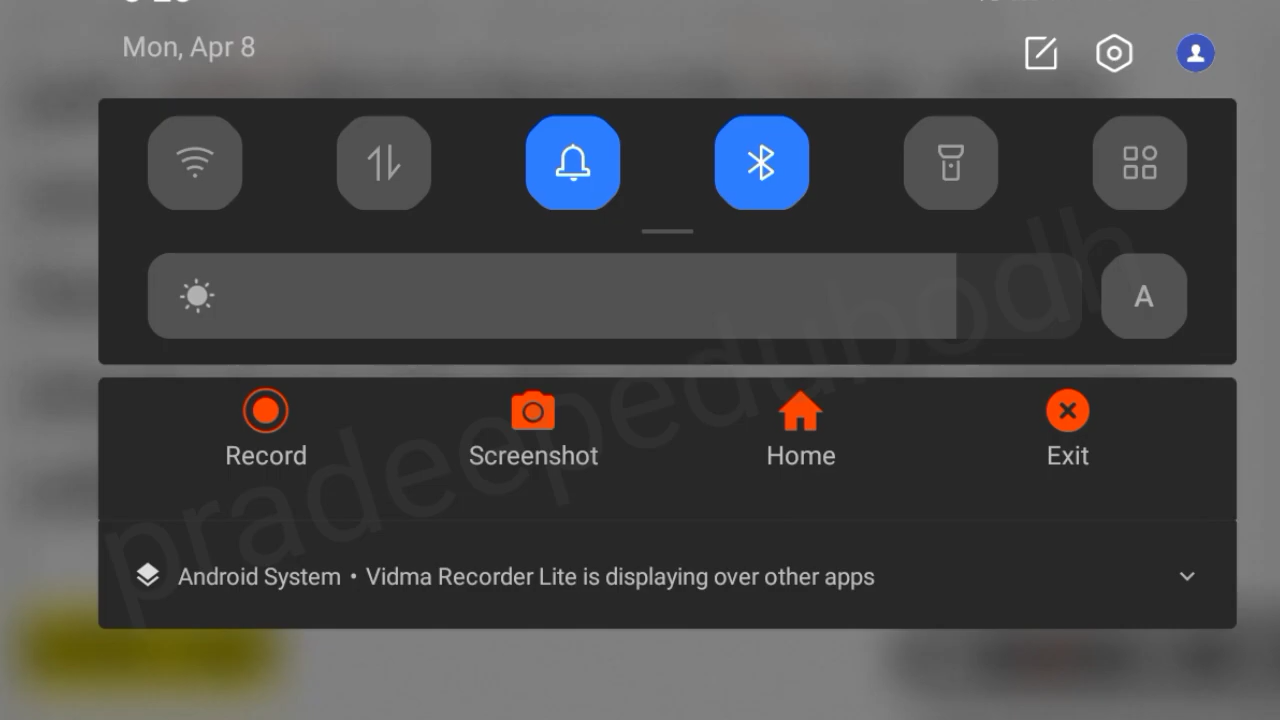 Mon, Apr 8
A
Record
Screenshot
Home
Exit
Android System • Vidma Recorder Lite is displaying over other apps
pradeepedubodh